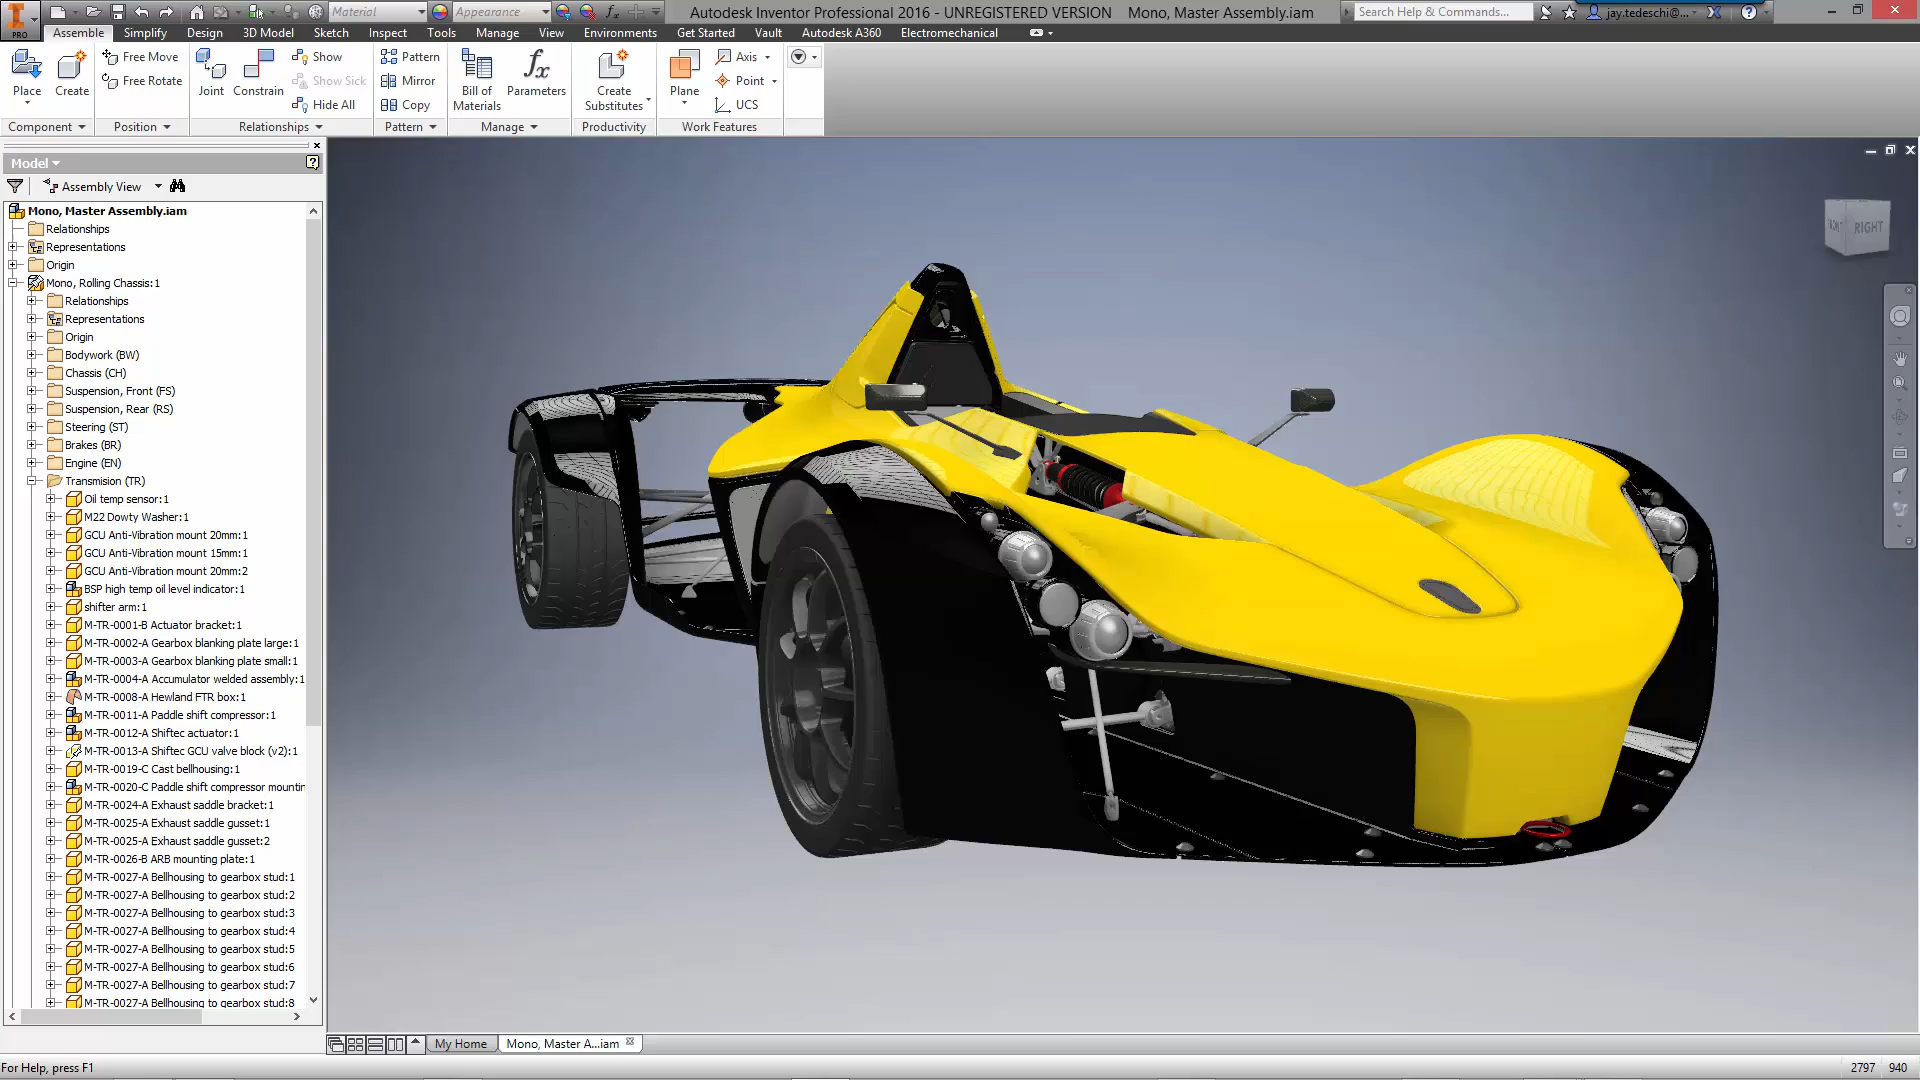 Material
Appearance
Autodesk Inventor Professional 2016 - UNREGISTERED VERSION Mono, Master Assembly.iam
Search Help & Commands...
jay.tedeschi@...
PRO
Assemble Simplify Design 3D Model Sketch Inspect Tools Manage View Environments Get Started Vault Autodesk A360 Electromechanical
Place
Create
Free Move
Free Rotate
Joint
Constrain
Show
Show Sick
Hide All
Pattern
Mirror
Copy
Bill of
Materials
Parameters
Create
Substitutes
Plane
Axis
Point
UCS
Component Position Relationships Pattern Manage Productivity Work Features
Model
Assembly View
Mono, Master Assembly.iam
Relationships
Representations
Origin
Mono, Rolling Chassis:1
Relationships
Representations
Origin
Bodywork (BW)
Chassis (CH)
Suspension, Front (FS)
Suspension, Rear (RS)
Steering (ST)
Brakes (BR)
Engine (EN)
Transmision (TR)
Oil temp sensor:1
M22 Dowty Washer:1
GCU Anti-Vibration mount 20mm:1
GCU Anti-Vibration mount 15mm:1
GCU Anti-Vibration mount 20mm:2
BSP high temp oil level indicator:1
shifter arm:1
M-TR-0001-B Actuator bracket:1
M-TR-0002-A Gearbox blanking plate large:1
M-TR-0003-A Gearbox blanking plate small:1
M-TR-0004-A Accumulator welded assembly:1
M-TR-0008-A Hewland FTR box:1
M-TR-0011-A Paddle shift compressor:1
M-TR-0012-A Shiftec actuator:1
M-TR-0013-A Shiftec GCU valve block (v2):1
M-TR-0019-C Cast bellhousing:1
M-TR-0020-C Paddle shift compressor mountin
M-TR-0024-A Exhaust saddle bracket:1
M-TR-0025-A Exhaust saddle gusset:1
M-TR-0025-A Exhaust saddle gusset:2
M-TR-0026-B ARB mounting plate:1
M-TR-0027-A Bellhousing to gearbox stud:1
M-TR-0027-A Bellhousing to gearbox stud:2
M-TR-0027-A Bellhousing to gearbox stud:3
M-TR-0027-A Bellhousing to gearbox stud:4
M-TR-0027-A Bellhousing to gearbox stud:5
M-TR-0027-A Bellhousing to gearbox stud:6
M-TR-0027-A Bellhousing to gearbox stud:7
M-TR-0027-A Bellhousing to gearbox stud:8
RIGHT
My Home
Mono, Master A...iam
For Help, press F1
2797 940